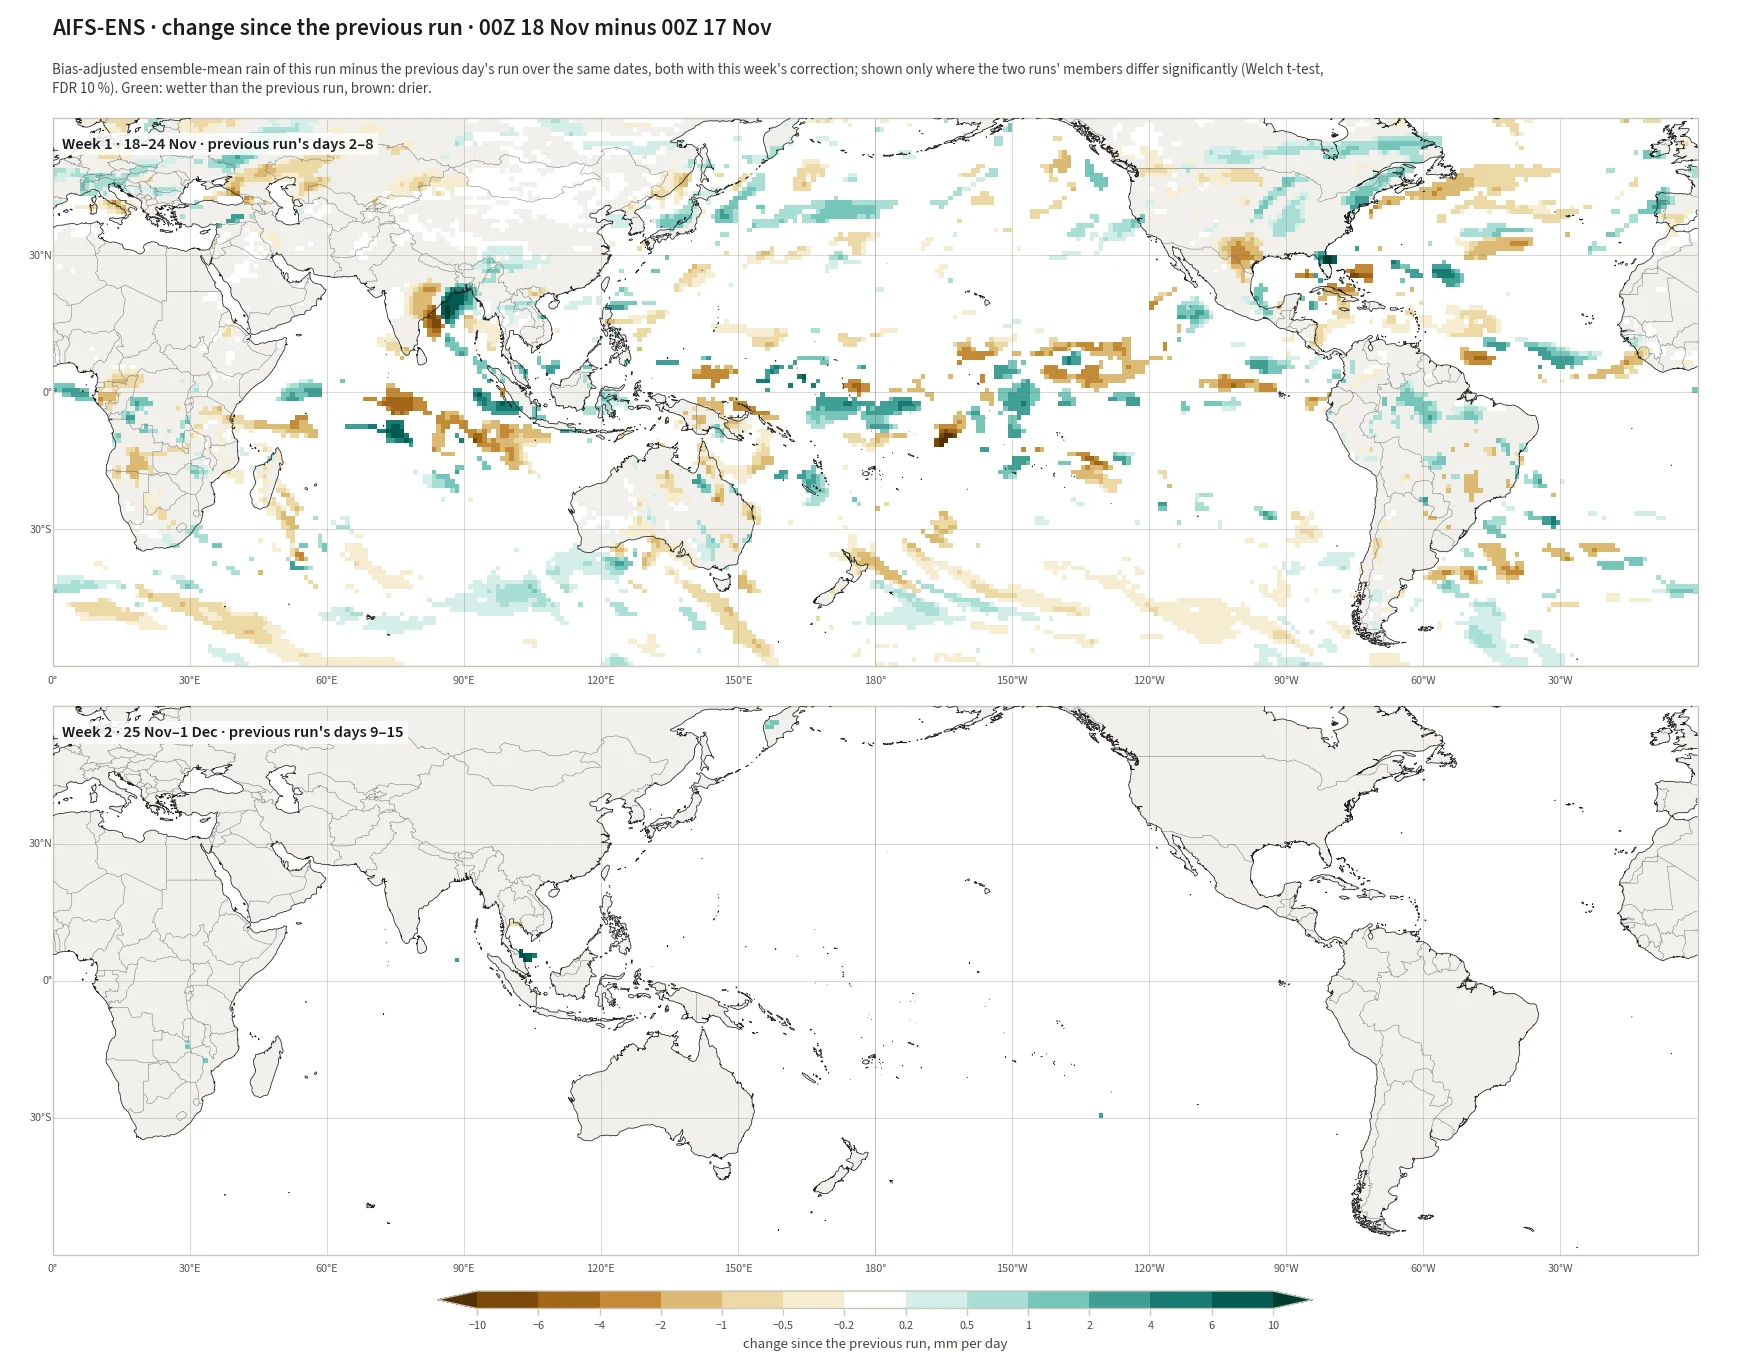 AIFS-ENS · change since the previous run · 00Z 18 Nov minus 00Z 17 Nov
Bias-adjusted ensemble-mean rain of this run minus the previous day's run over the same dates, both with this week's correction; shown only where the two runs' members differ significantly (Welch t-test,
FDR 10 %). Green: wetter than the previous run, brown: drier.
Week 1 · 18–24 Nov · previous run's days 2–8
30°N
0°
30°S
0° 30°E 60°E 90°E 120°E 150°E 180° 150°W 120°W 90°W 60°W 30°W
Week 2 · 25 Nov–1 Dec · previous run's days 9–15
30°N
0°
30°S
0° 30°E 60°E 90°E 120°E 150°E 180° 150°W 120°W 90°W 60°W 30°W
−10 −6 −4 −2 −1 −0.5 −0.2 0.2 0.5 1 2 4 6 10
change since the previous run, mm per day